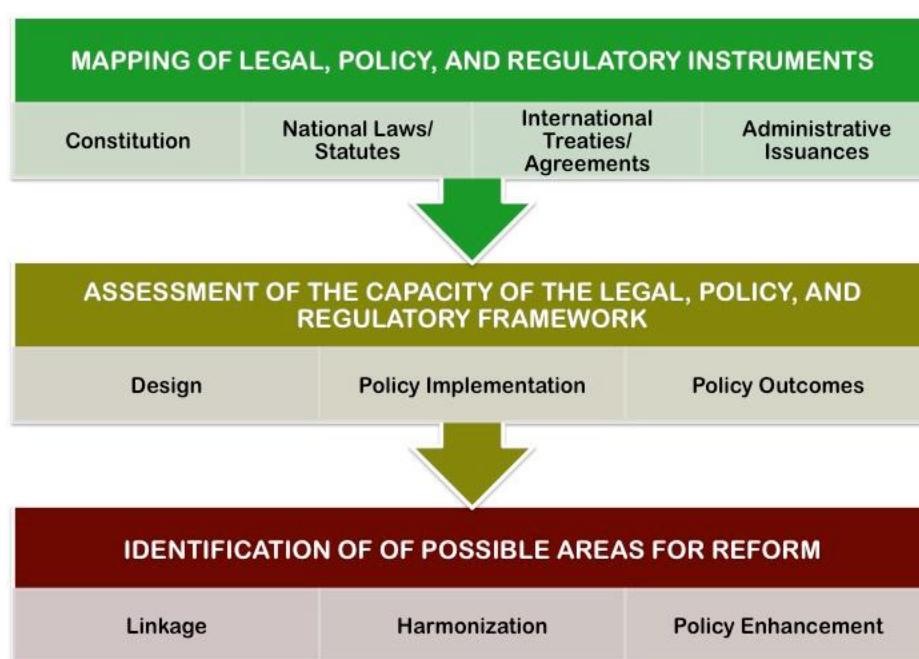 MAPPING OF LEGAL, POLICY, AND REGULATORY INSTRUMENTS
Constitution
National Laws/
Statutes
International
Treaties/
Agreements
Administrative
Issuances
ASSESSMENT OF THE CAPACITY OF THE LEGAL, POLICY, AND
REGULATORY FRAMEWORK
Design
Policy Implementation
Policy Outcomes
IDENTIFICATION OF OF POSSIBLE AREAS FOR REFORM
Linkage
Harmonization
Policy Enhancement